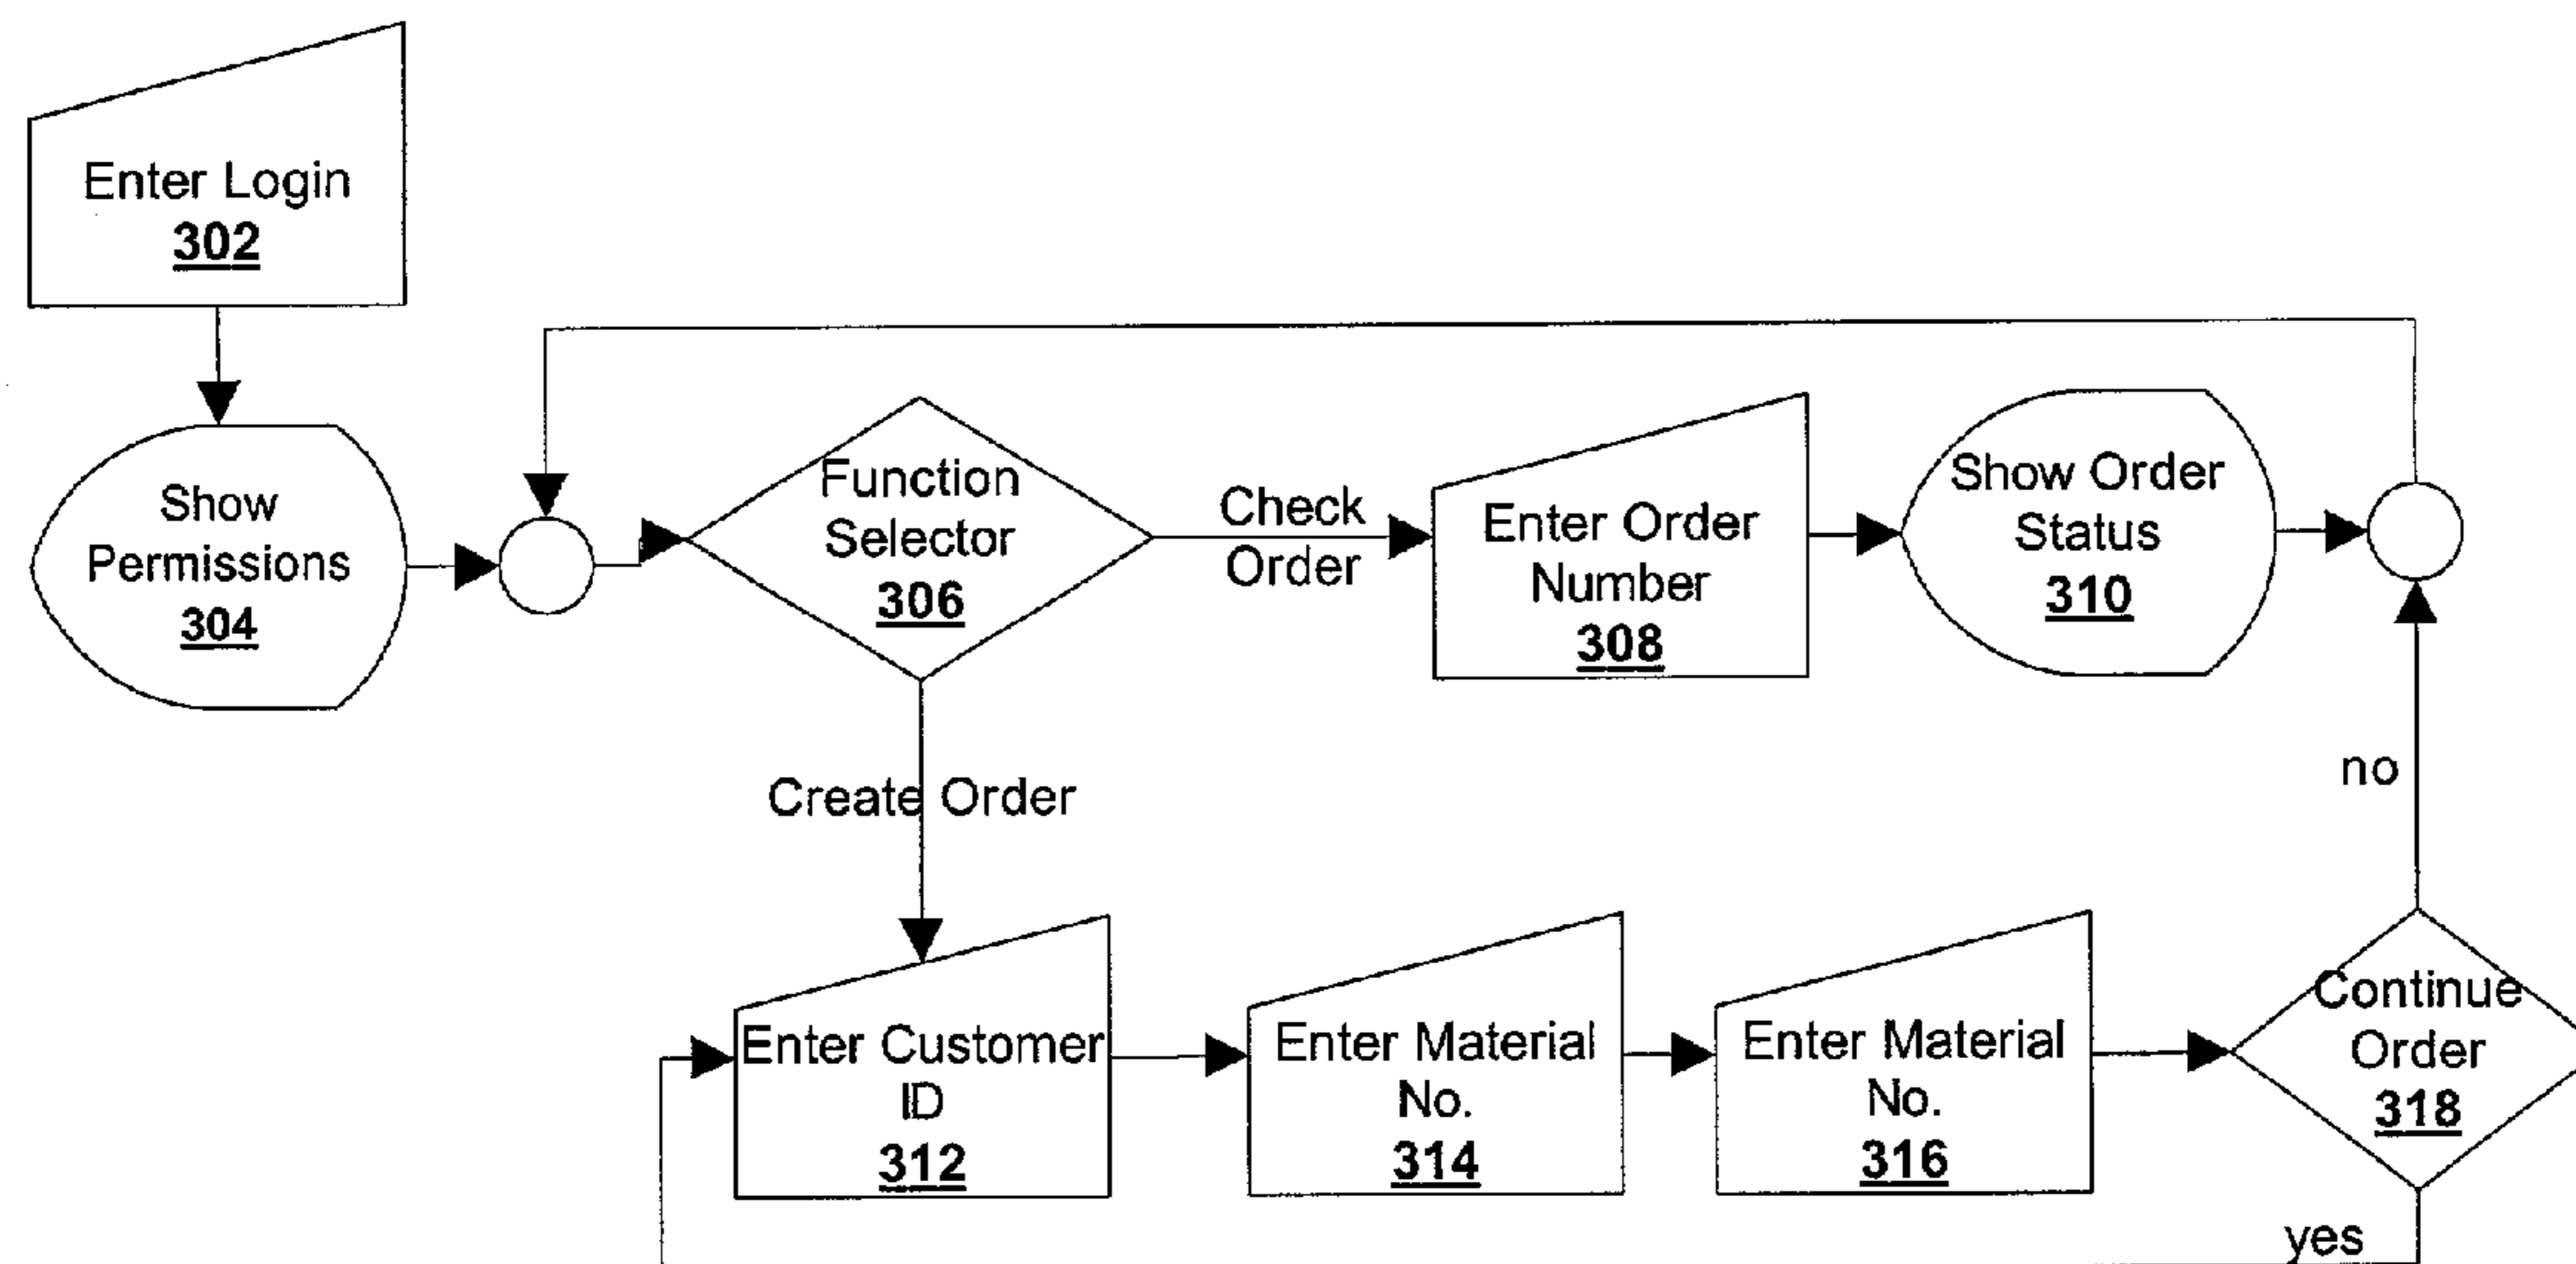 Enter Login
302
Show
Permissions
304
Function
Selector
306
Check
Order
Enter Order
Number
308
Show Order
Status
310
Create Order
no
Enter Customer
ID
312
Enter Material
No.
314
Enter Material
No.
316
Continue
Order
318
yes